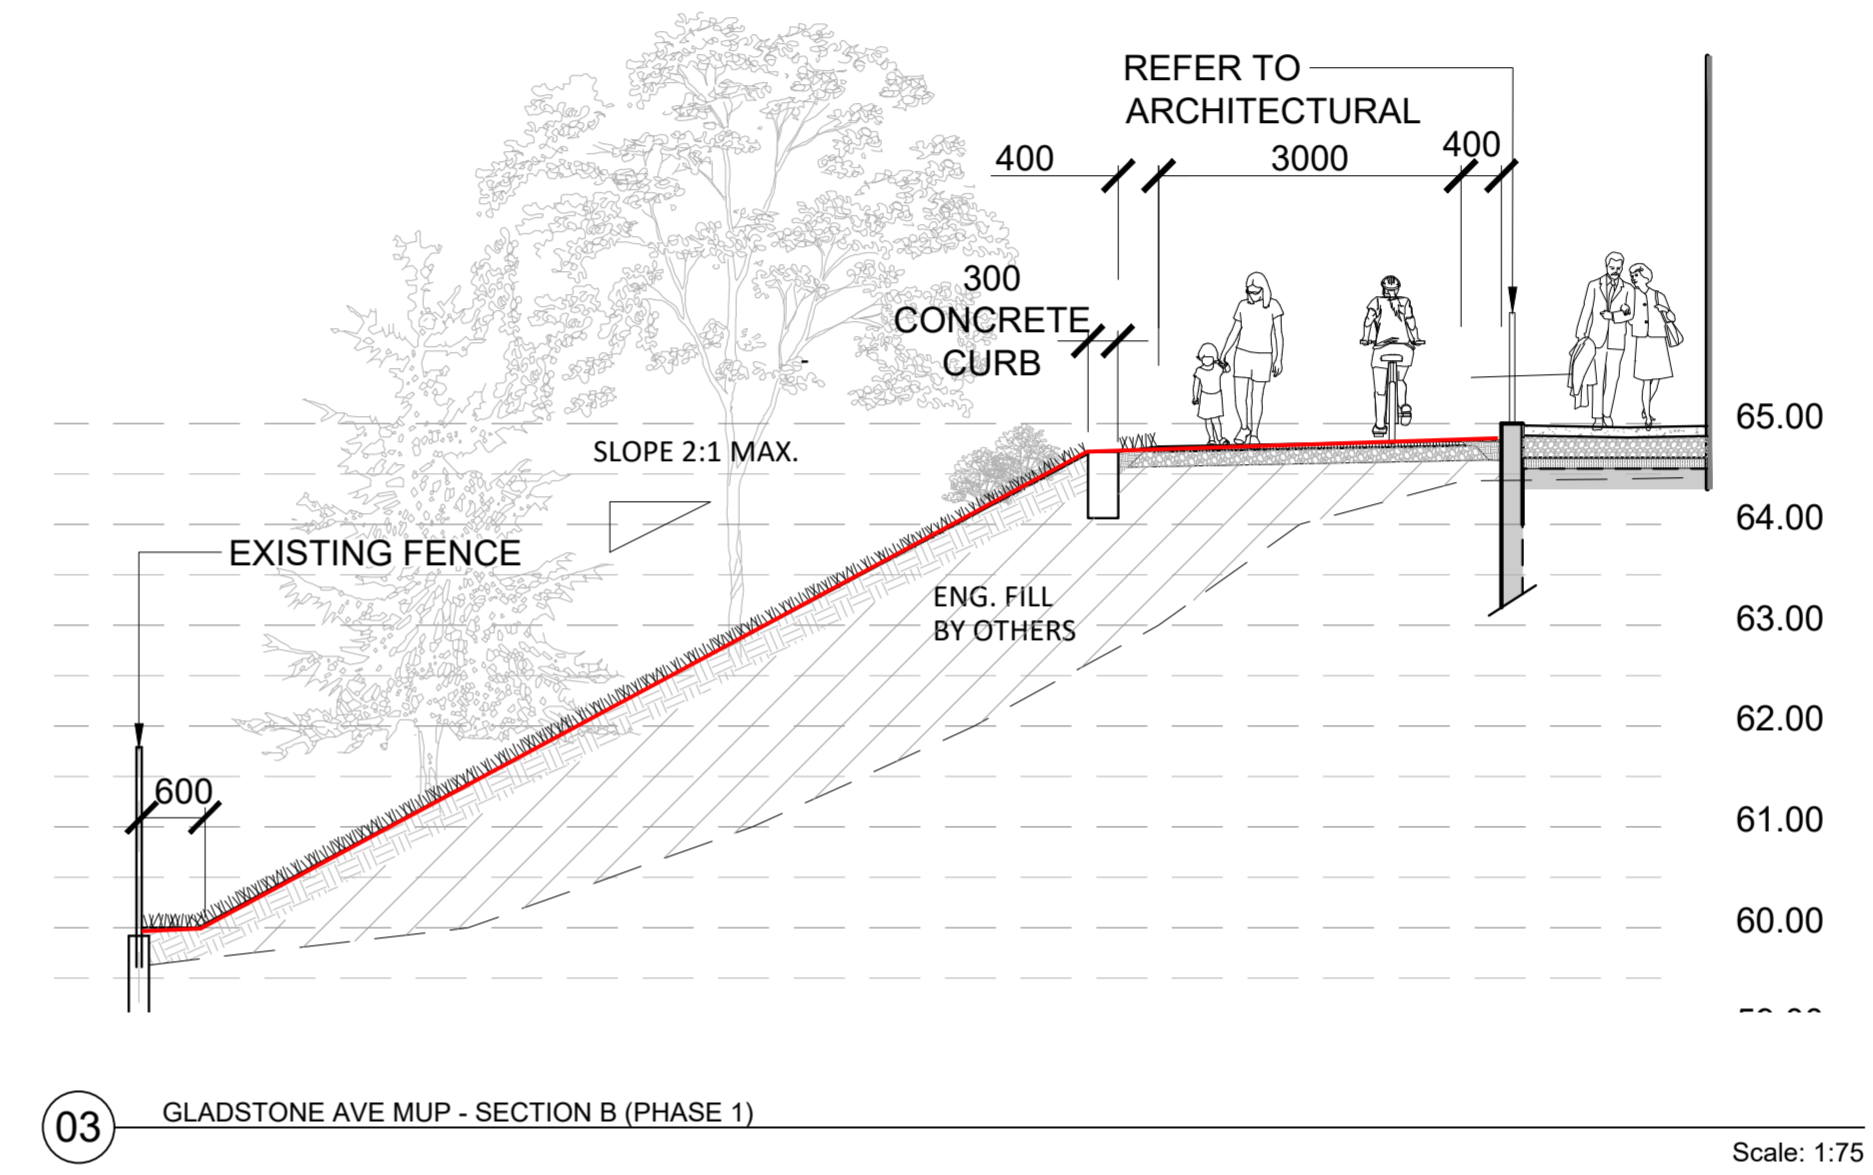 REFER TO
ARCHITECTURAL
400
3000
400
300
CONCRETE
CURB
65.00
SLOPE 2:1 MAX.
64.00
EXISTING FENCE
ENG. FILL
BY OTHERS
63.00
62.00
600
61.00
60.00
03
GLADSTONE AVE MUP - SECTION B (PHASE 1)
Scale: 1:75